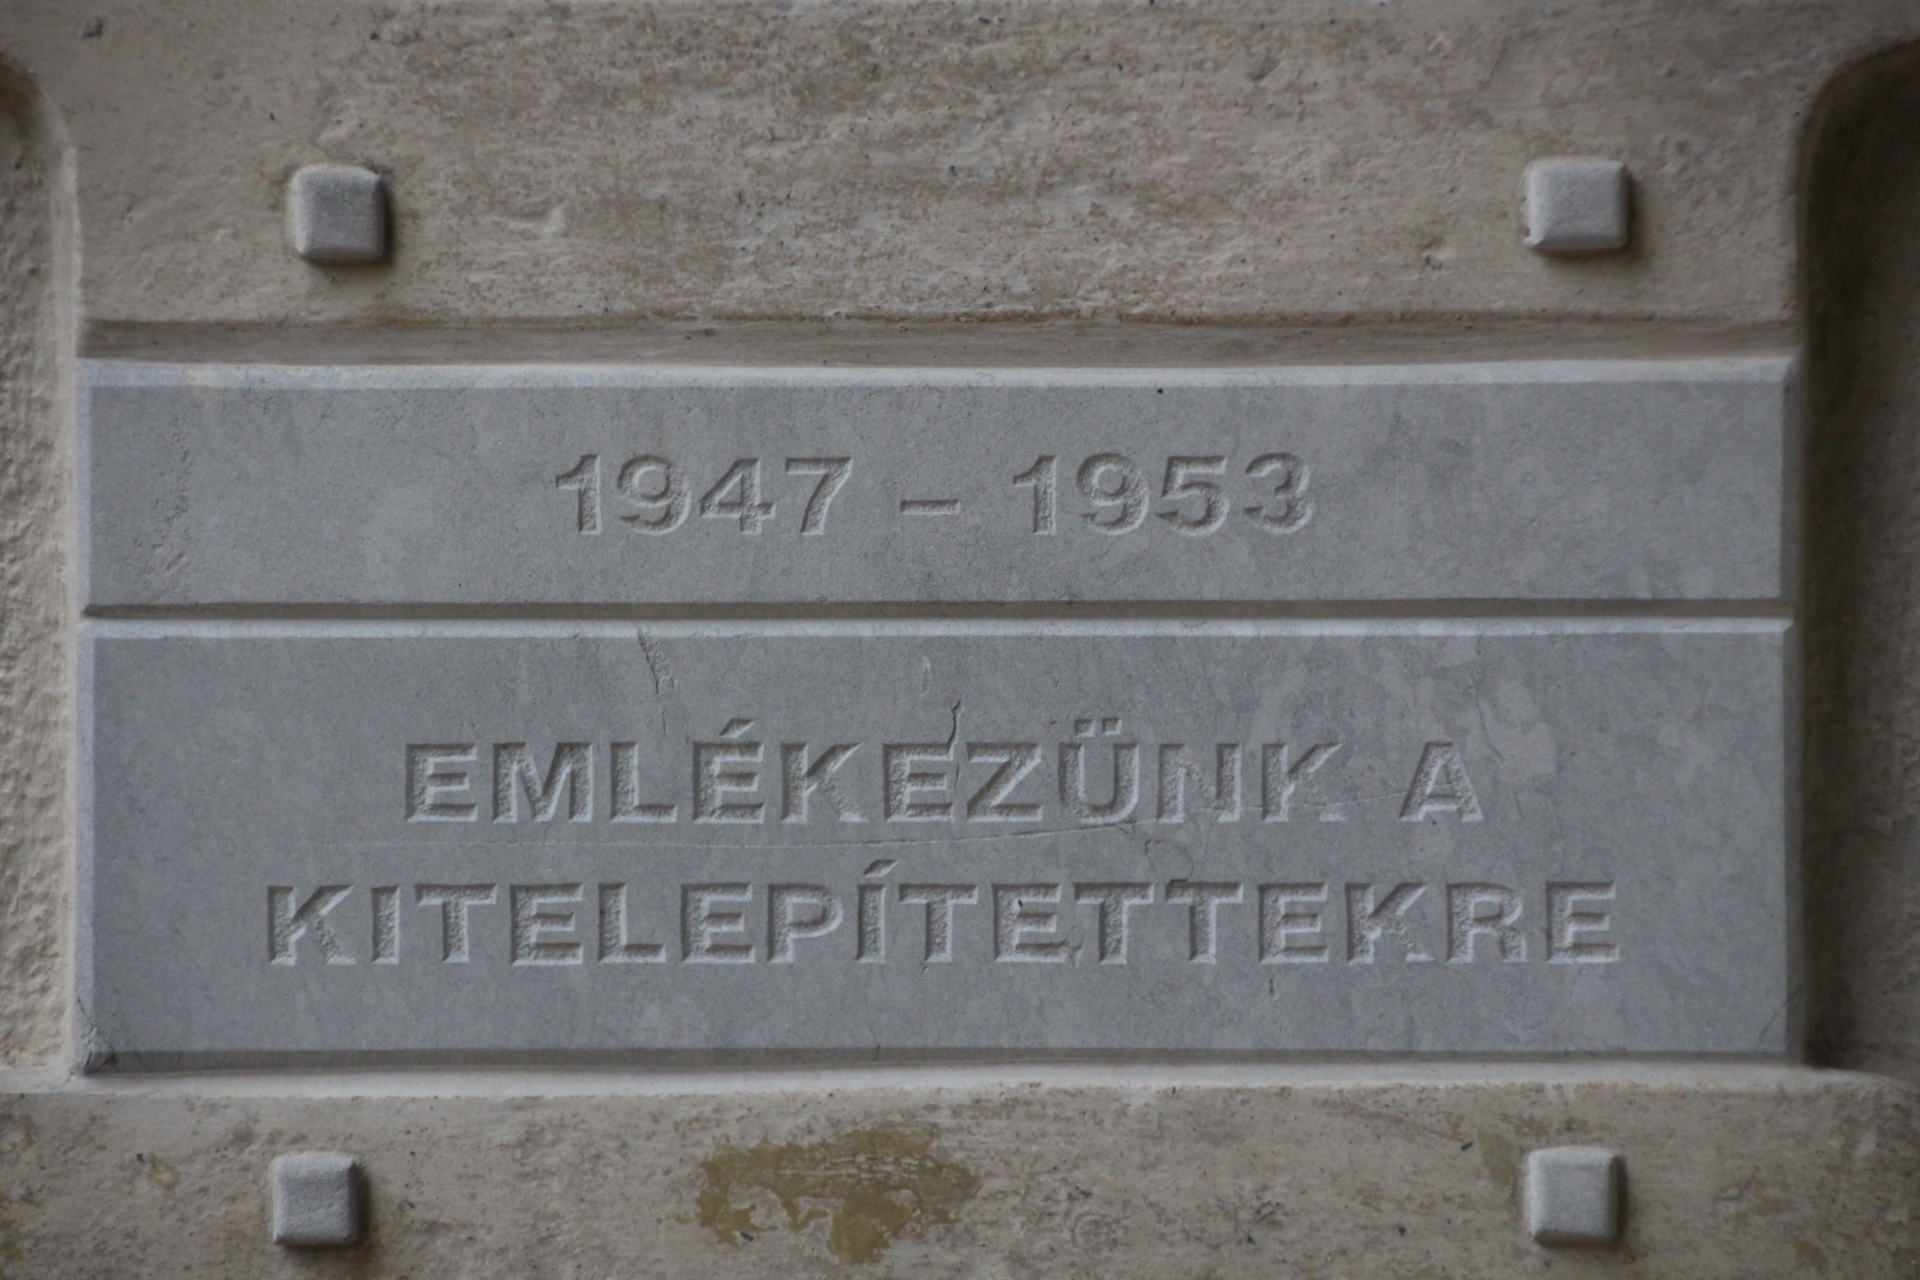 1947 – 1953
EMLÉKEZÜNK A
KITELEPÍTETTEKRE